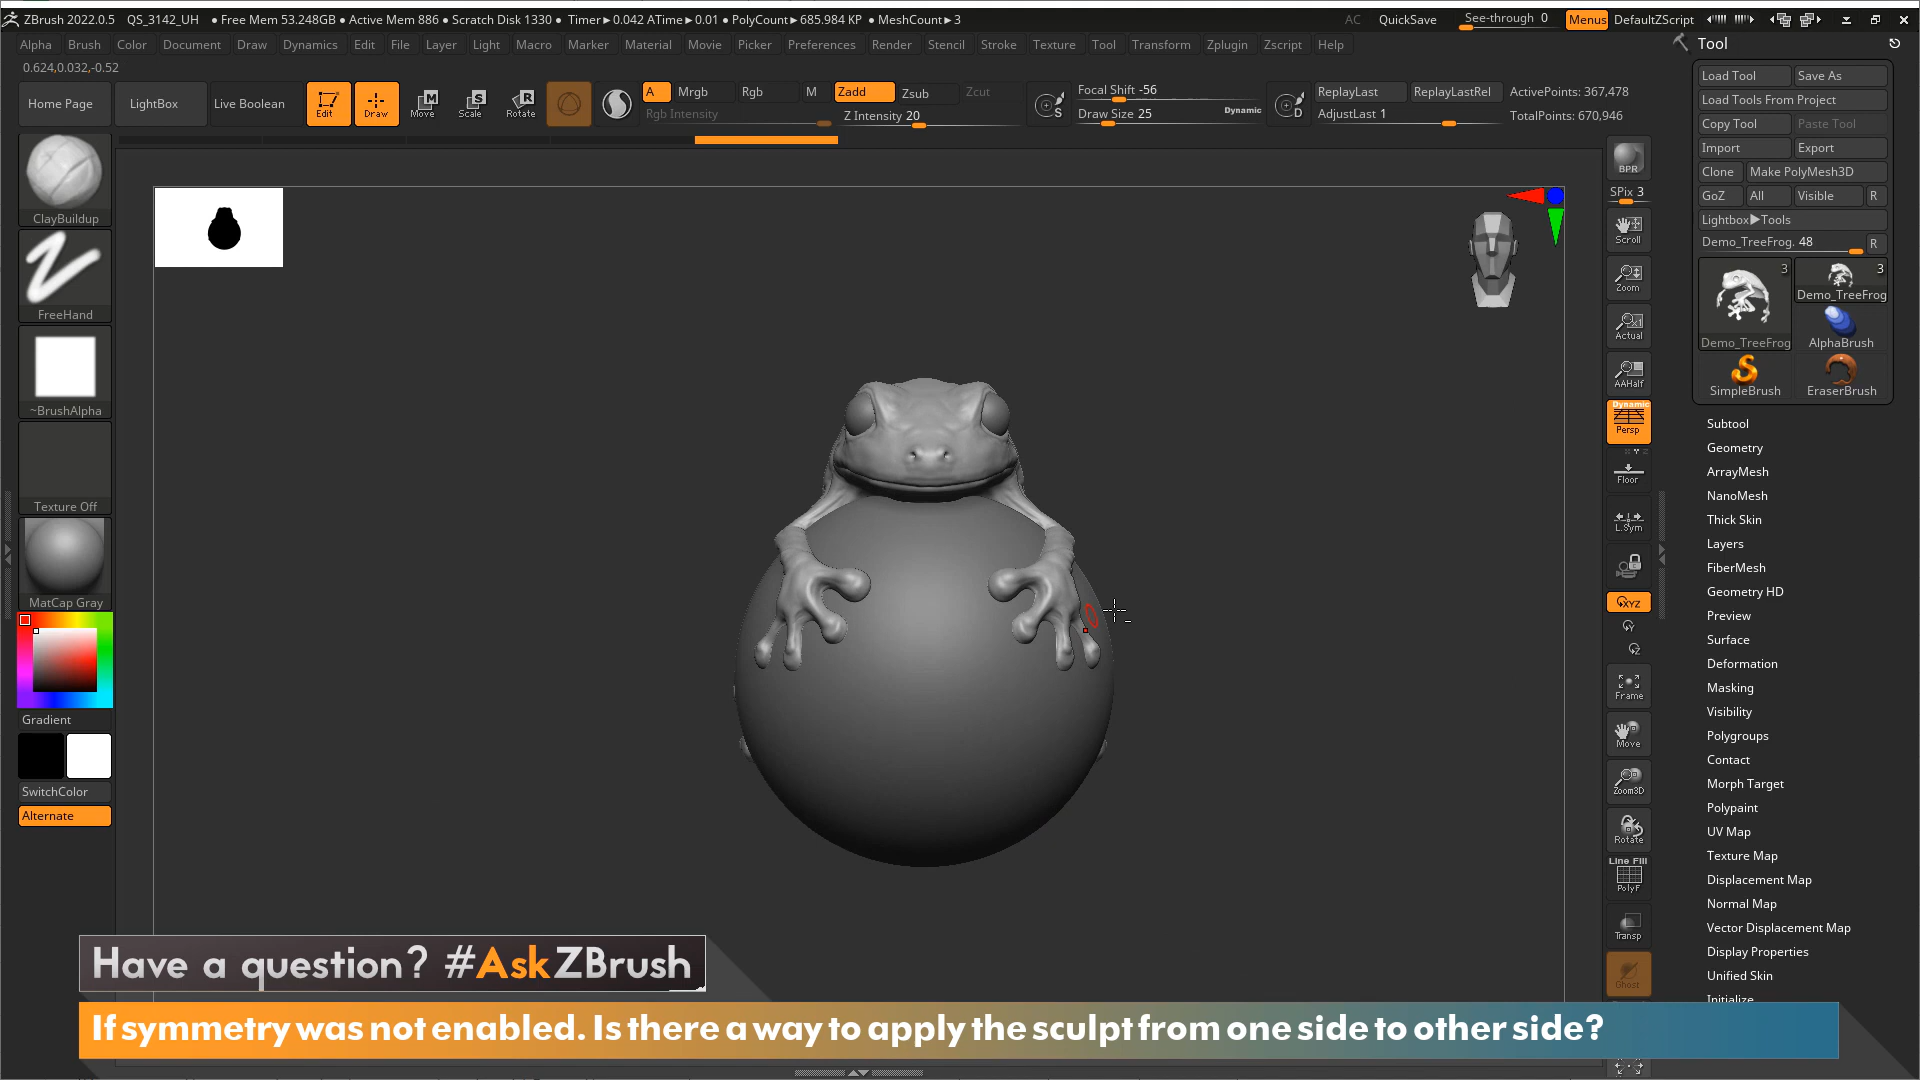 ZBrush 2022.0.5 QS_3142_UH ● Free Mem 53.248GB ● Active Mem 886 ● Scratch Disk 1330 ● Timer►0.042 ATime►0.01 ● PolyCount►685.984 KP ● MeshCount►3 AC QuickSave See-through 0 Menus DefaultZScript
Alpha Brush Color Document Draw Dynamics Edit File Layer Light Macro Marker Material Movie Picker Preferences Render Stencil Stroke Texture Tool Transform Zplugin Zscript Help
0.624,0.032,-0.52
Home Page LightBox Live Boolean
Edit Draw Move Scale Rotate
M S R
A Mrgb Rgb M Zadd Zsub Zcut
Rgb Intensity Z Intensity 20
S
Focal Shift -56
Draw Size 25 Dynamic
D
ReplayLast ReplayLastRel ActivePoints: 367,478
AdjustLast 1 TotalPoints: 670,946
ClayBuildup
FreeHand
~BrushAlpha
Texture Off
MatCap Gray
Gradient
SwitchColor
Alternate
BPR
SPix 3
Scroll
Zoom
Actual
AAHalf
Dynamic
Persp
Floor
L.Sym
XYZ
Y
Z
Frame
Move
Zoom3D
Rotate
Line Fill
PolyF
Transp
Ghost
Tool
Load Tool Save As
Load Tools From Project
Copy Tool Paste Tool
Import Export
Clone Make PolyMesh3D
GoZ All Visible R
Lightbox►Tools
Demo_TreeFrog. 48 R
3 3
Demo_TreeFrog
Demo_TreeFrog AlphaBrush
SimpleBrush EraserBrush
Subtool
Geometry
ArrayMesh
NanoMesh
Thick Skin
Layers
FiberMesh
Geometry HD
Preview
Surface
Deformation
Masking
Visibility
Polygroups
Contact
Morph Target
Polypaint
UV Map
Texture Map
Displacement Map
Normal Map
Vector Displacement Map
Display Properties
Unified Skin
Initialize
Have a question? #AskZBrush
If symmetry was not enabled. Is there a way to apply the sculpt from one side to other side?